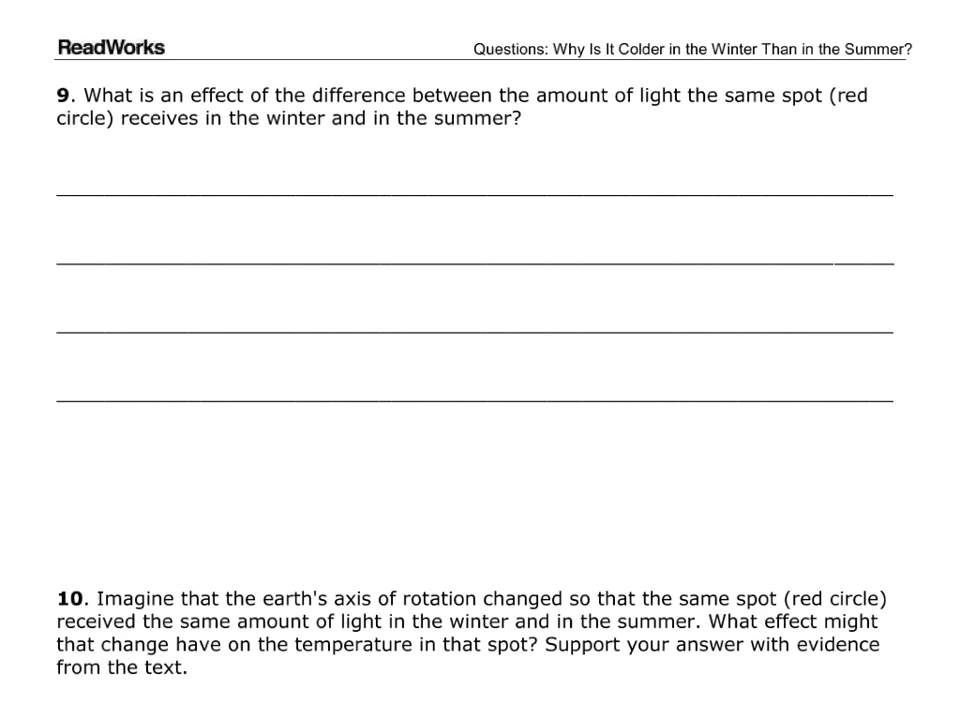 ReadWorks
Questions: Why Is It Colder in the Winter Than in the Summer?
9. What is an effect of the difference between the amount of light the same spot (red
circle) receives in the winter and in the summer?
10. Imagine that the earth's axis of rotation changed so that the same spot (red circle)
received the same amount of light in the winter and in the summer. What effect might
that change have on the temperature in that spot? Support your answer with evidence
from the text.